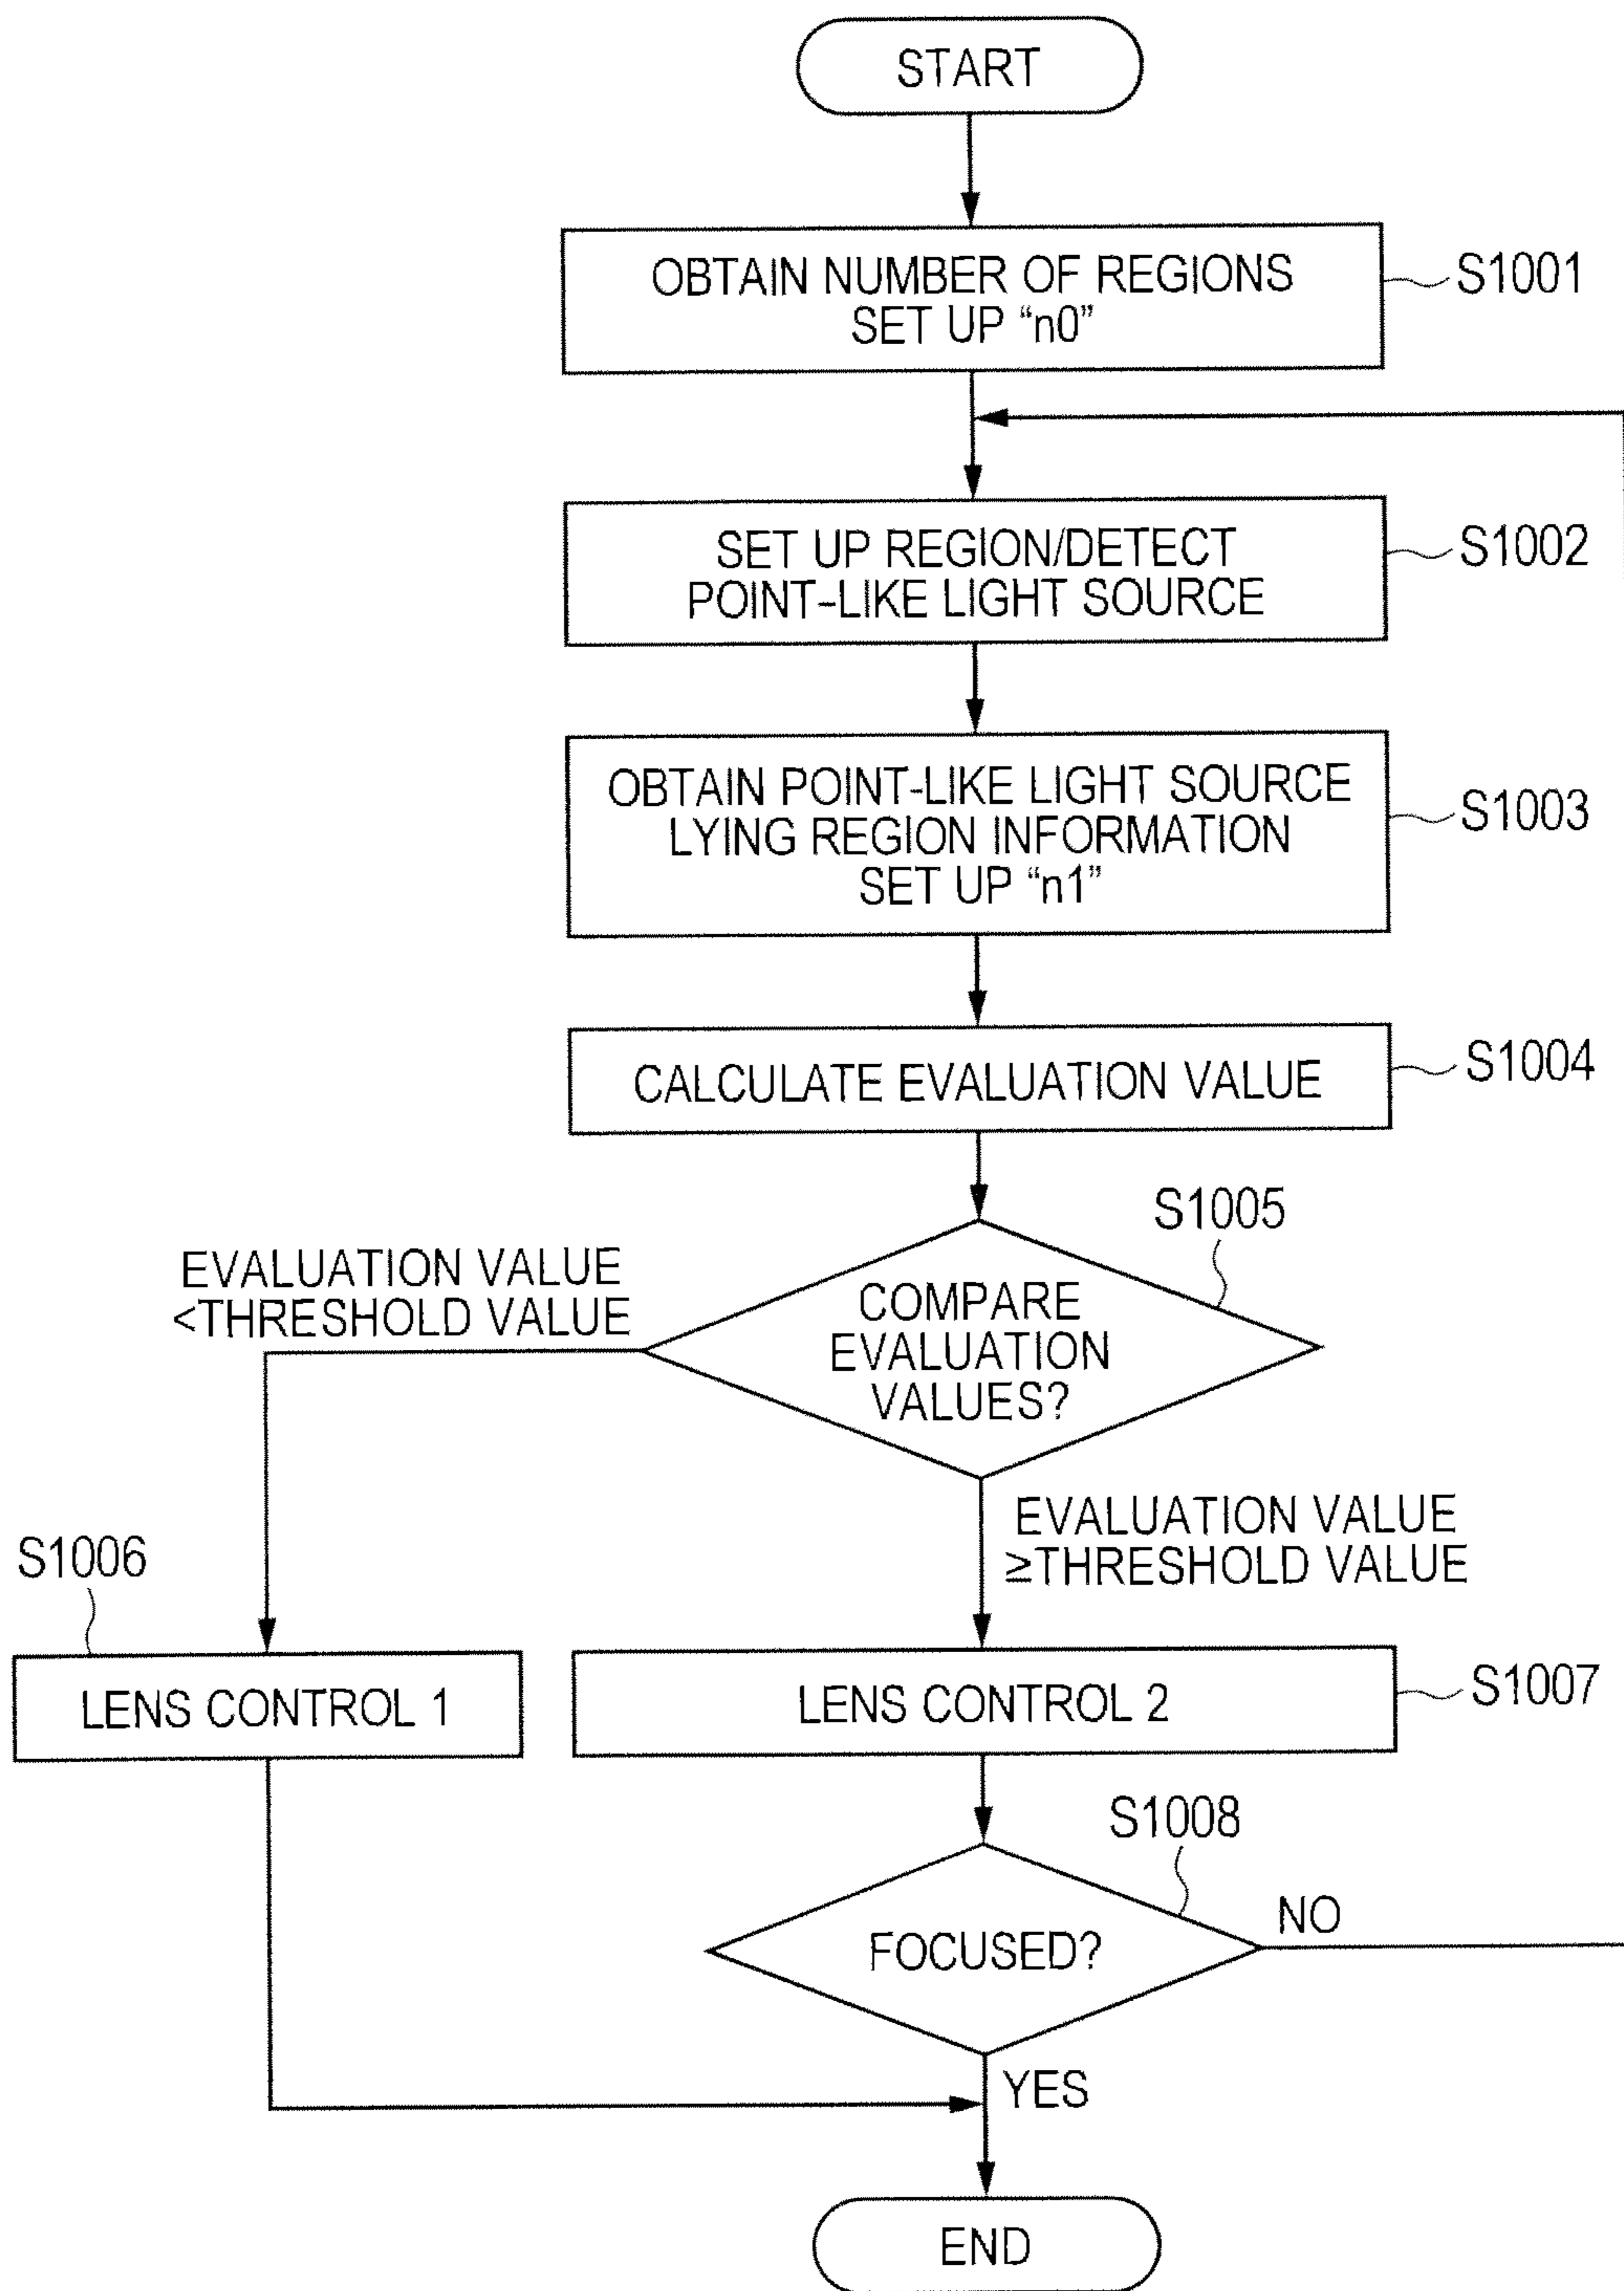 START
OBTAIN NUMBER OF REGIONS
SET UP “n0”
S1001
SET UP REGION/DETECT
POINT-LIKE LIGHT SOURCE
S1002
OBTAIN POINT-LIKE LIGHT SOURCE
LYING REGION INFORMATION
SET UP “n1”
S1003
CALCULATE EVALUATION VALUE
S1004
S1005
COMPARE
EVALUATION
VALUES?
EVALUATION VALUE
<THRESHOLD VALUE
EVALUATION VALUE
≥THRESHOLD VALUE
S1006
LENS CONTROL 1
LENS CONTROL 2
S1007
S1008
FOCUSED?
NO
YES
END